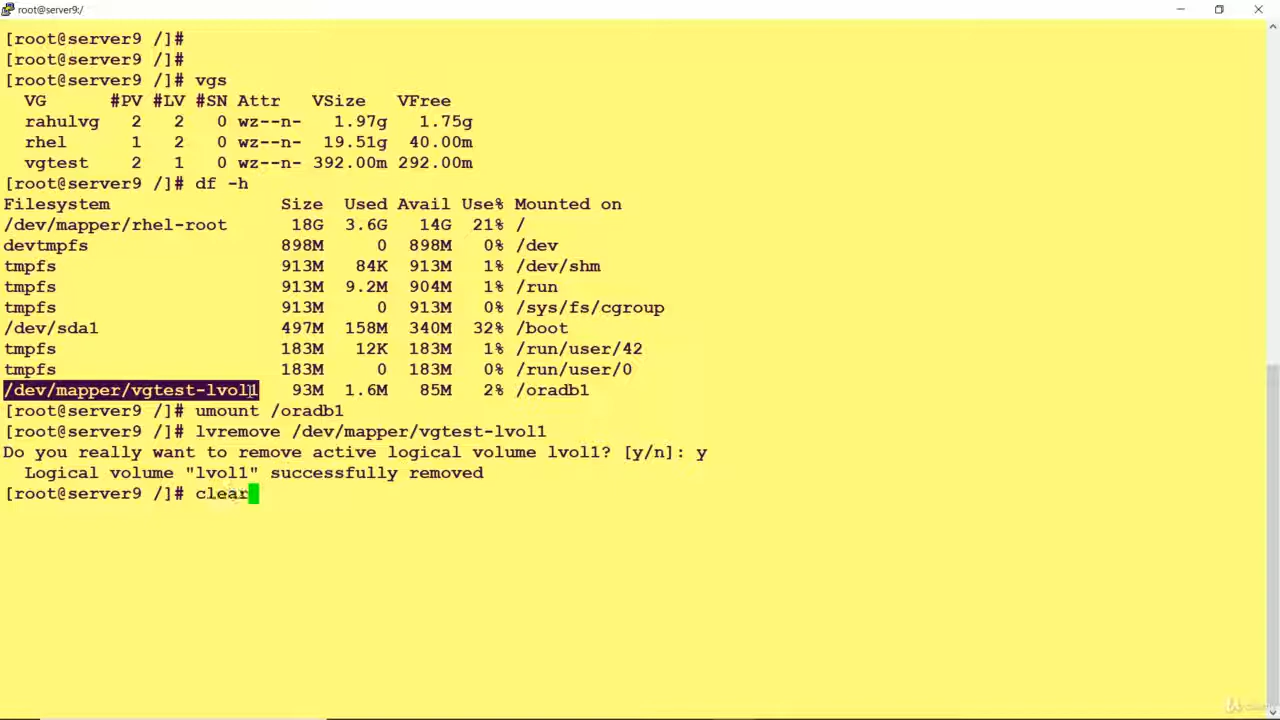 root@server9:/
[root@server9 /]#
[root@server9 /]#
[root@server9 /]# vgs
VG #PV #LV #SN Attr VSize VFree
rahulvg 2 2 0 wz--n- 1.97g 1.75g
rhel 1 2 0 wz--n- 19.51g 40.00m
vgtest 2 1 0 wz--n- 392.00m 292.00m
[root@server9 /]# df -h
Filesystem Size Used Avail Use% Mounted on
/dev/mapper/rhel-root 18G 3.6G 14G 21% /
devtmpfs 898M 0 898M 0% /dev
tmpfs 913M 84K 913M 1% /dev/shm
tmpfs 913M 9.2M 904M 1% /run
tmpfs 913M 0 913M 0% /sys/fs/cgroup
/dev/sda1 497M 158M 340M 32% /boot
tmpfs 183M 12K 183M 1% /run/user/42
tmpfs 183M 0 183M 0% /run/user/0
/dev/mapper/vgtest-lvol1 93M 1.6M 85M 2% /oradb1
[root@server9 /]# umount /oradb1
[root@server9 /]# lvremove /dev/mapper/vgtest-lvol1
Do you really want to remove active logical volume lvol1? [y/n]: y
Logical volume "lvol1" successfully removed
[root@server9 /]# clear